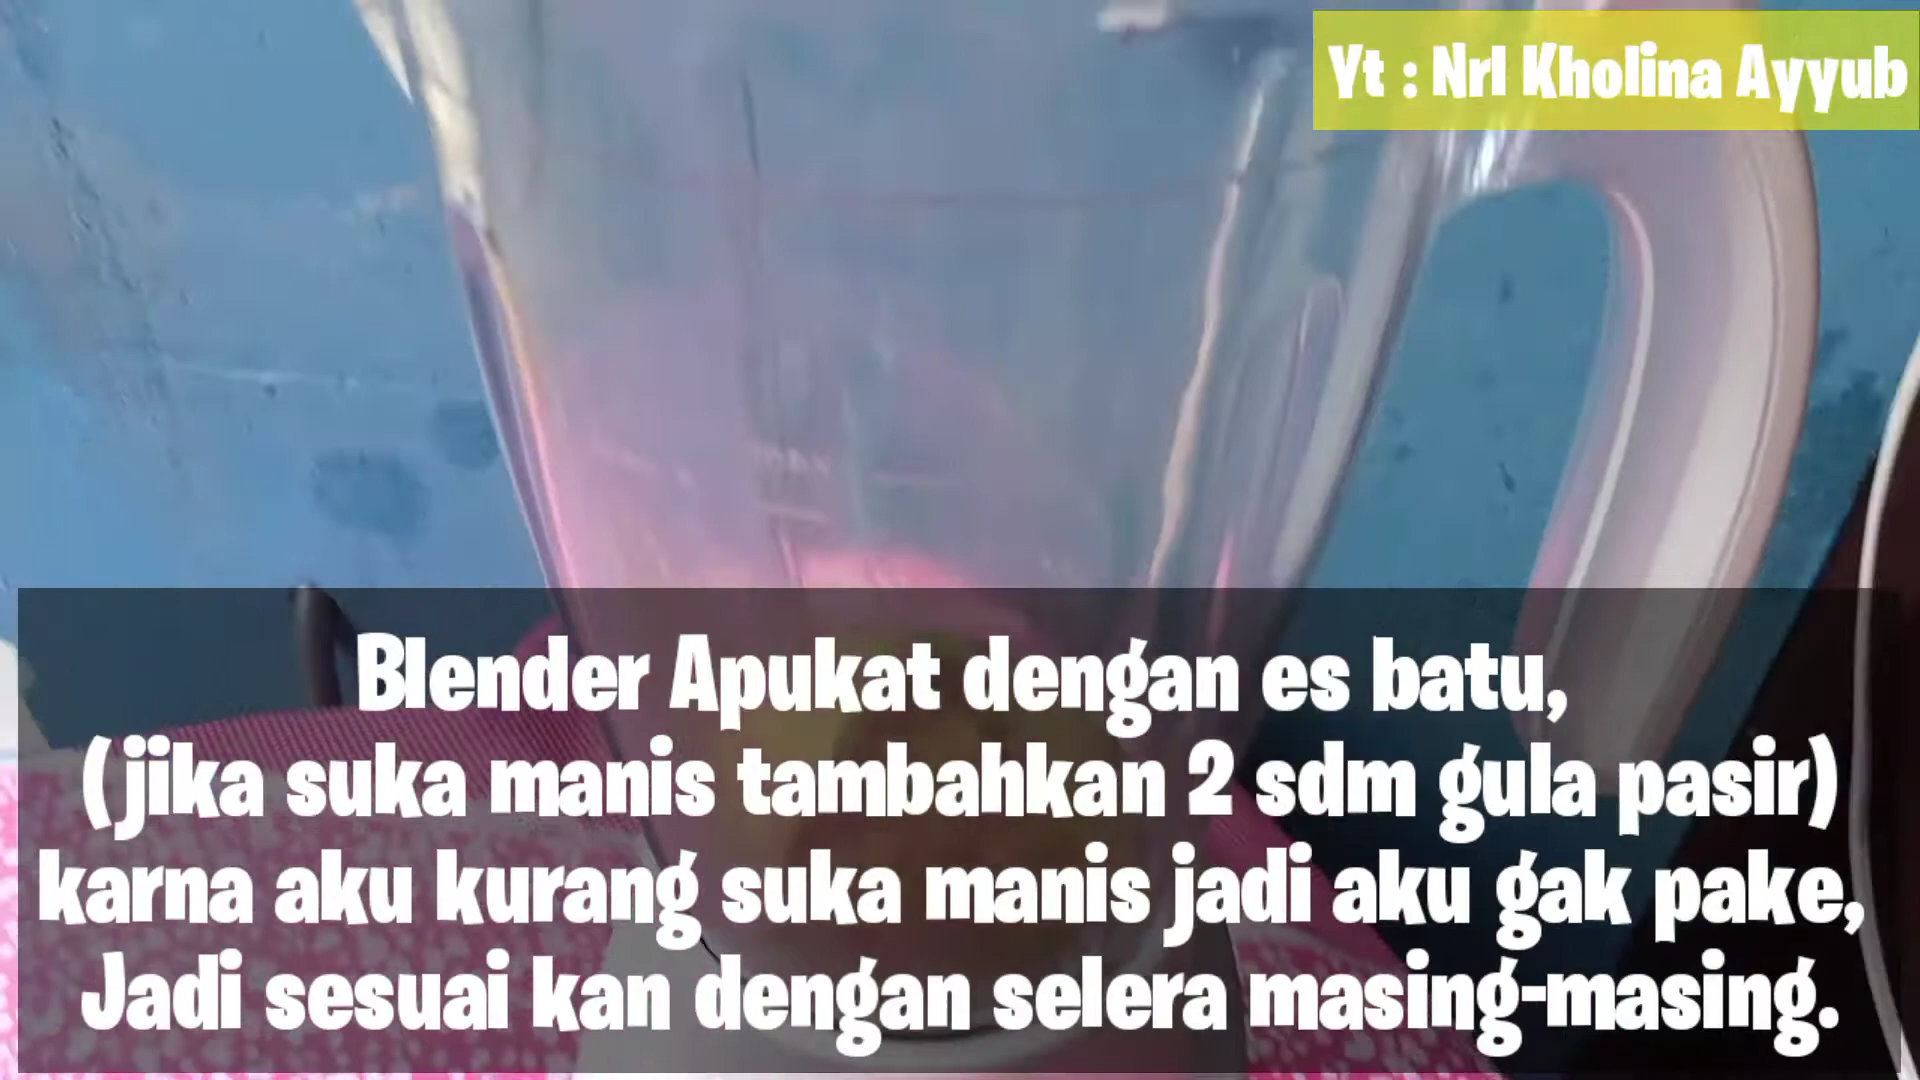 Yt : Nrl Kholina Ayyub
max
Blender Apukat dengan es batu,
(jika suka manis tambahkan 2 sdm gula pasir)
karna aku kurang suka manis jadi aku gak pake,
Jadi sesuai kan dengan selera masing-masing.